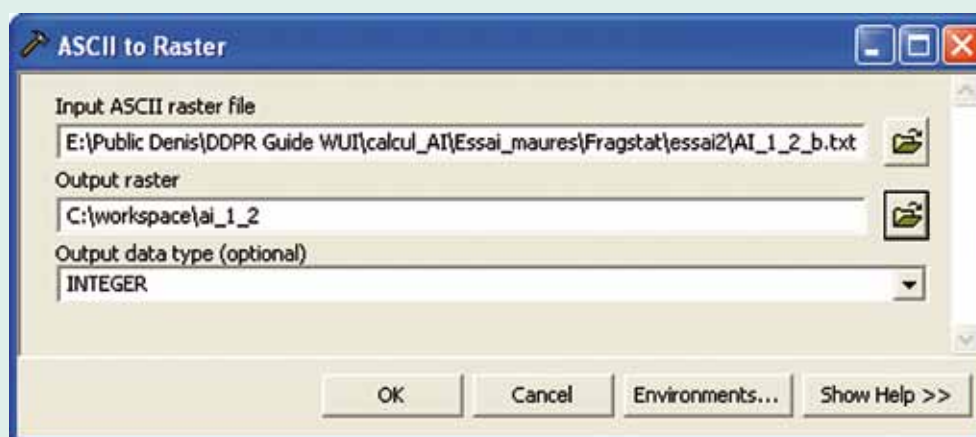 ASCII to Raster
Input ASCII raster file
E:\Public Denis\DDPR Guide WUI\calcul_AI\Essai_maures\Fragstat\essai2\AI_1_2_b.txt
Output raster
C:\workspace\ai_1_2
Output data type (optional)
INTEGER
OK Cancel Environments... Show Help >>